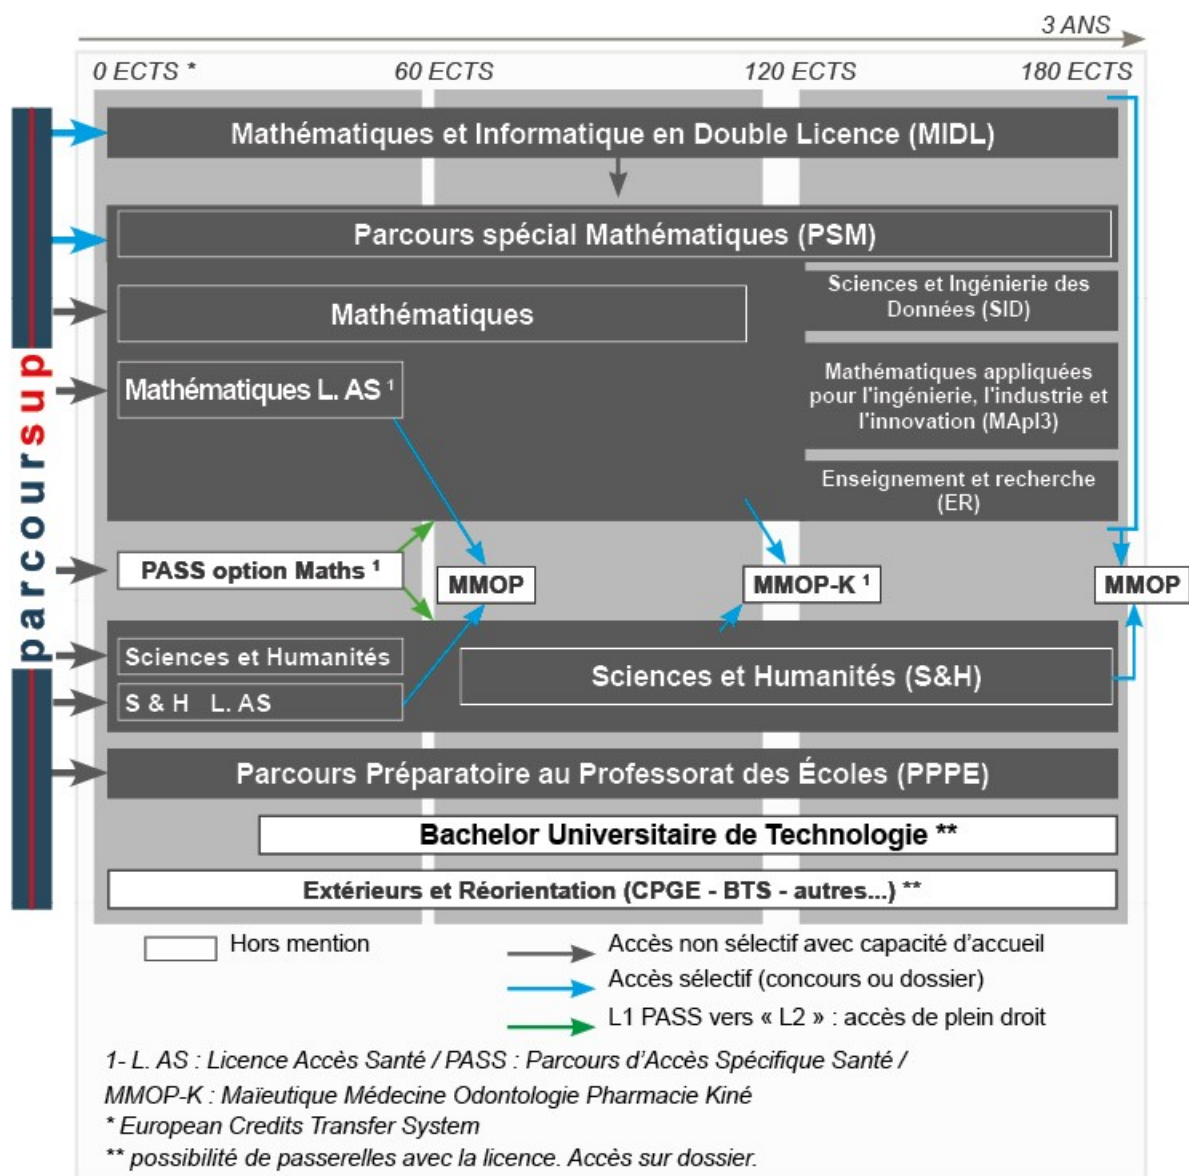 3 ANS
0 ECTS *
60 ECTS
120 ECTS
180 ECTS
parcoursup
Mathématiques et Informatique en Double Licence (MIDL)
Parcours spécial Mathématiques (PSM)
Sciences et Ingénierie des
Données (SID)
Mathématiques
Mathématiques L. AS ¹
Mathématiques appliquées
pour l'ingénierie, l'industrie et
l'innovation (MApI3)
Enseignement et recherche
(ER)
PASS option Maths ¹
MMOP
MMOP-K ¹
MMOP
Sciences et Humanités
S & H L. AS
Sciences et Humanités (S&H)
Parcours Préparatoire au Professorat des Écoles (PPPE)
Bachelor Universitaire de Technologie **
Extérieurs et Réorientation (CPGE - BTS - autres...) **
Hors mention
Accès non sélectif avec capacité d'accueil
Accès sélectif (concours ou dossier)
L1 PASS vers « L2 » : accès de plein droit
1- L. AS : Licence Accès Santé / PASS : Parcours d'Accès Spécifique Santé /
MMOP-K : Maïeutique Médecine Odontologie Pharmacie Kiné
* European Credits Transfer System
** possibilité de passerelles avec la licence. Accès sur dossier.